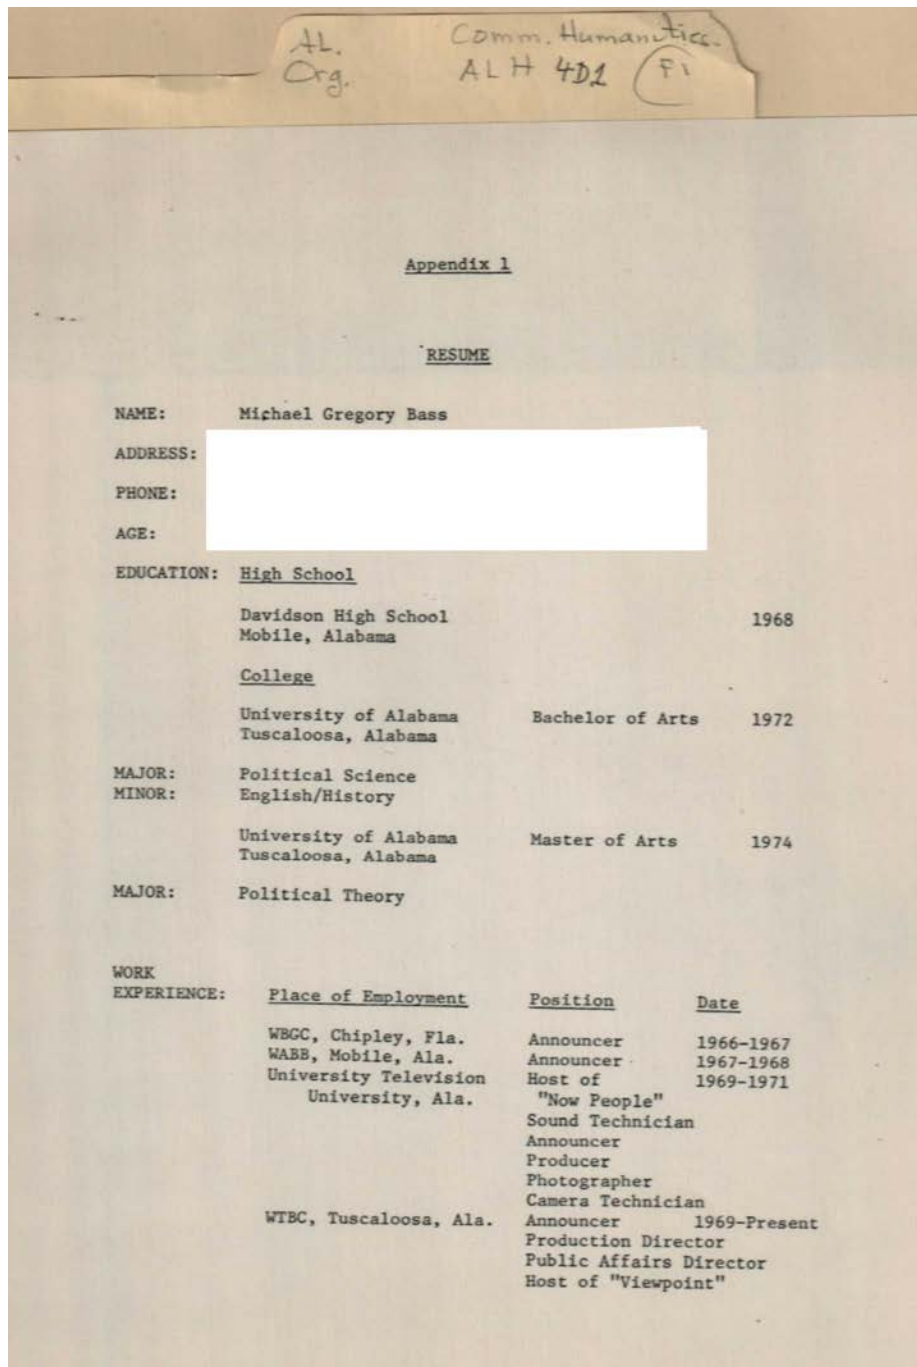 AL. Comm. Humanities.
Org. ALH 4D1 F1
Appendix 1
RESUME
NAME: Michael Gregory Bass
ADDRESS:
PHONE:
AGE:
EDUCATION: High School
Davidson High School 1968
Mobile, Alabama
College
University of Alabama Bachelor of Arts 1972
Tuscaloosa, Alabama
MAJOR: Political Science
MINOR: English/History
University of Alabama Master of Arts 1974
Tuscaloosa, Alabama
MAJOR: Political Theory
WORK
EXPERIENCE: Place of Employment Position Date
WBGC, Chipley, Fla. Announcer 1966-1967
WABB, Mobile, Ala. Announcer 1967-1968
University Television Host of 1969-1971
University, Ala. "Now People"
Sound Technician
Announcer
Producer
Photographer
Camera Technician
WTBC, Tuscaloosa, Ala. Announcer 1969-Present
Production Director
Public Affairs Director
Host of "Viewpoint"